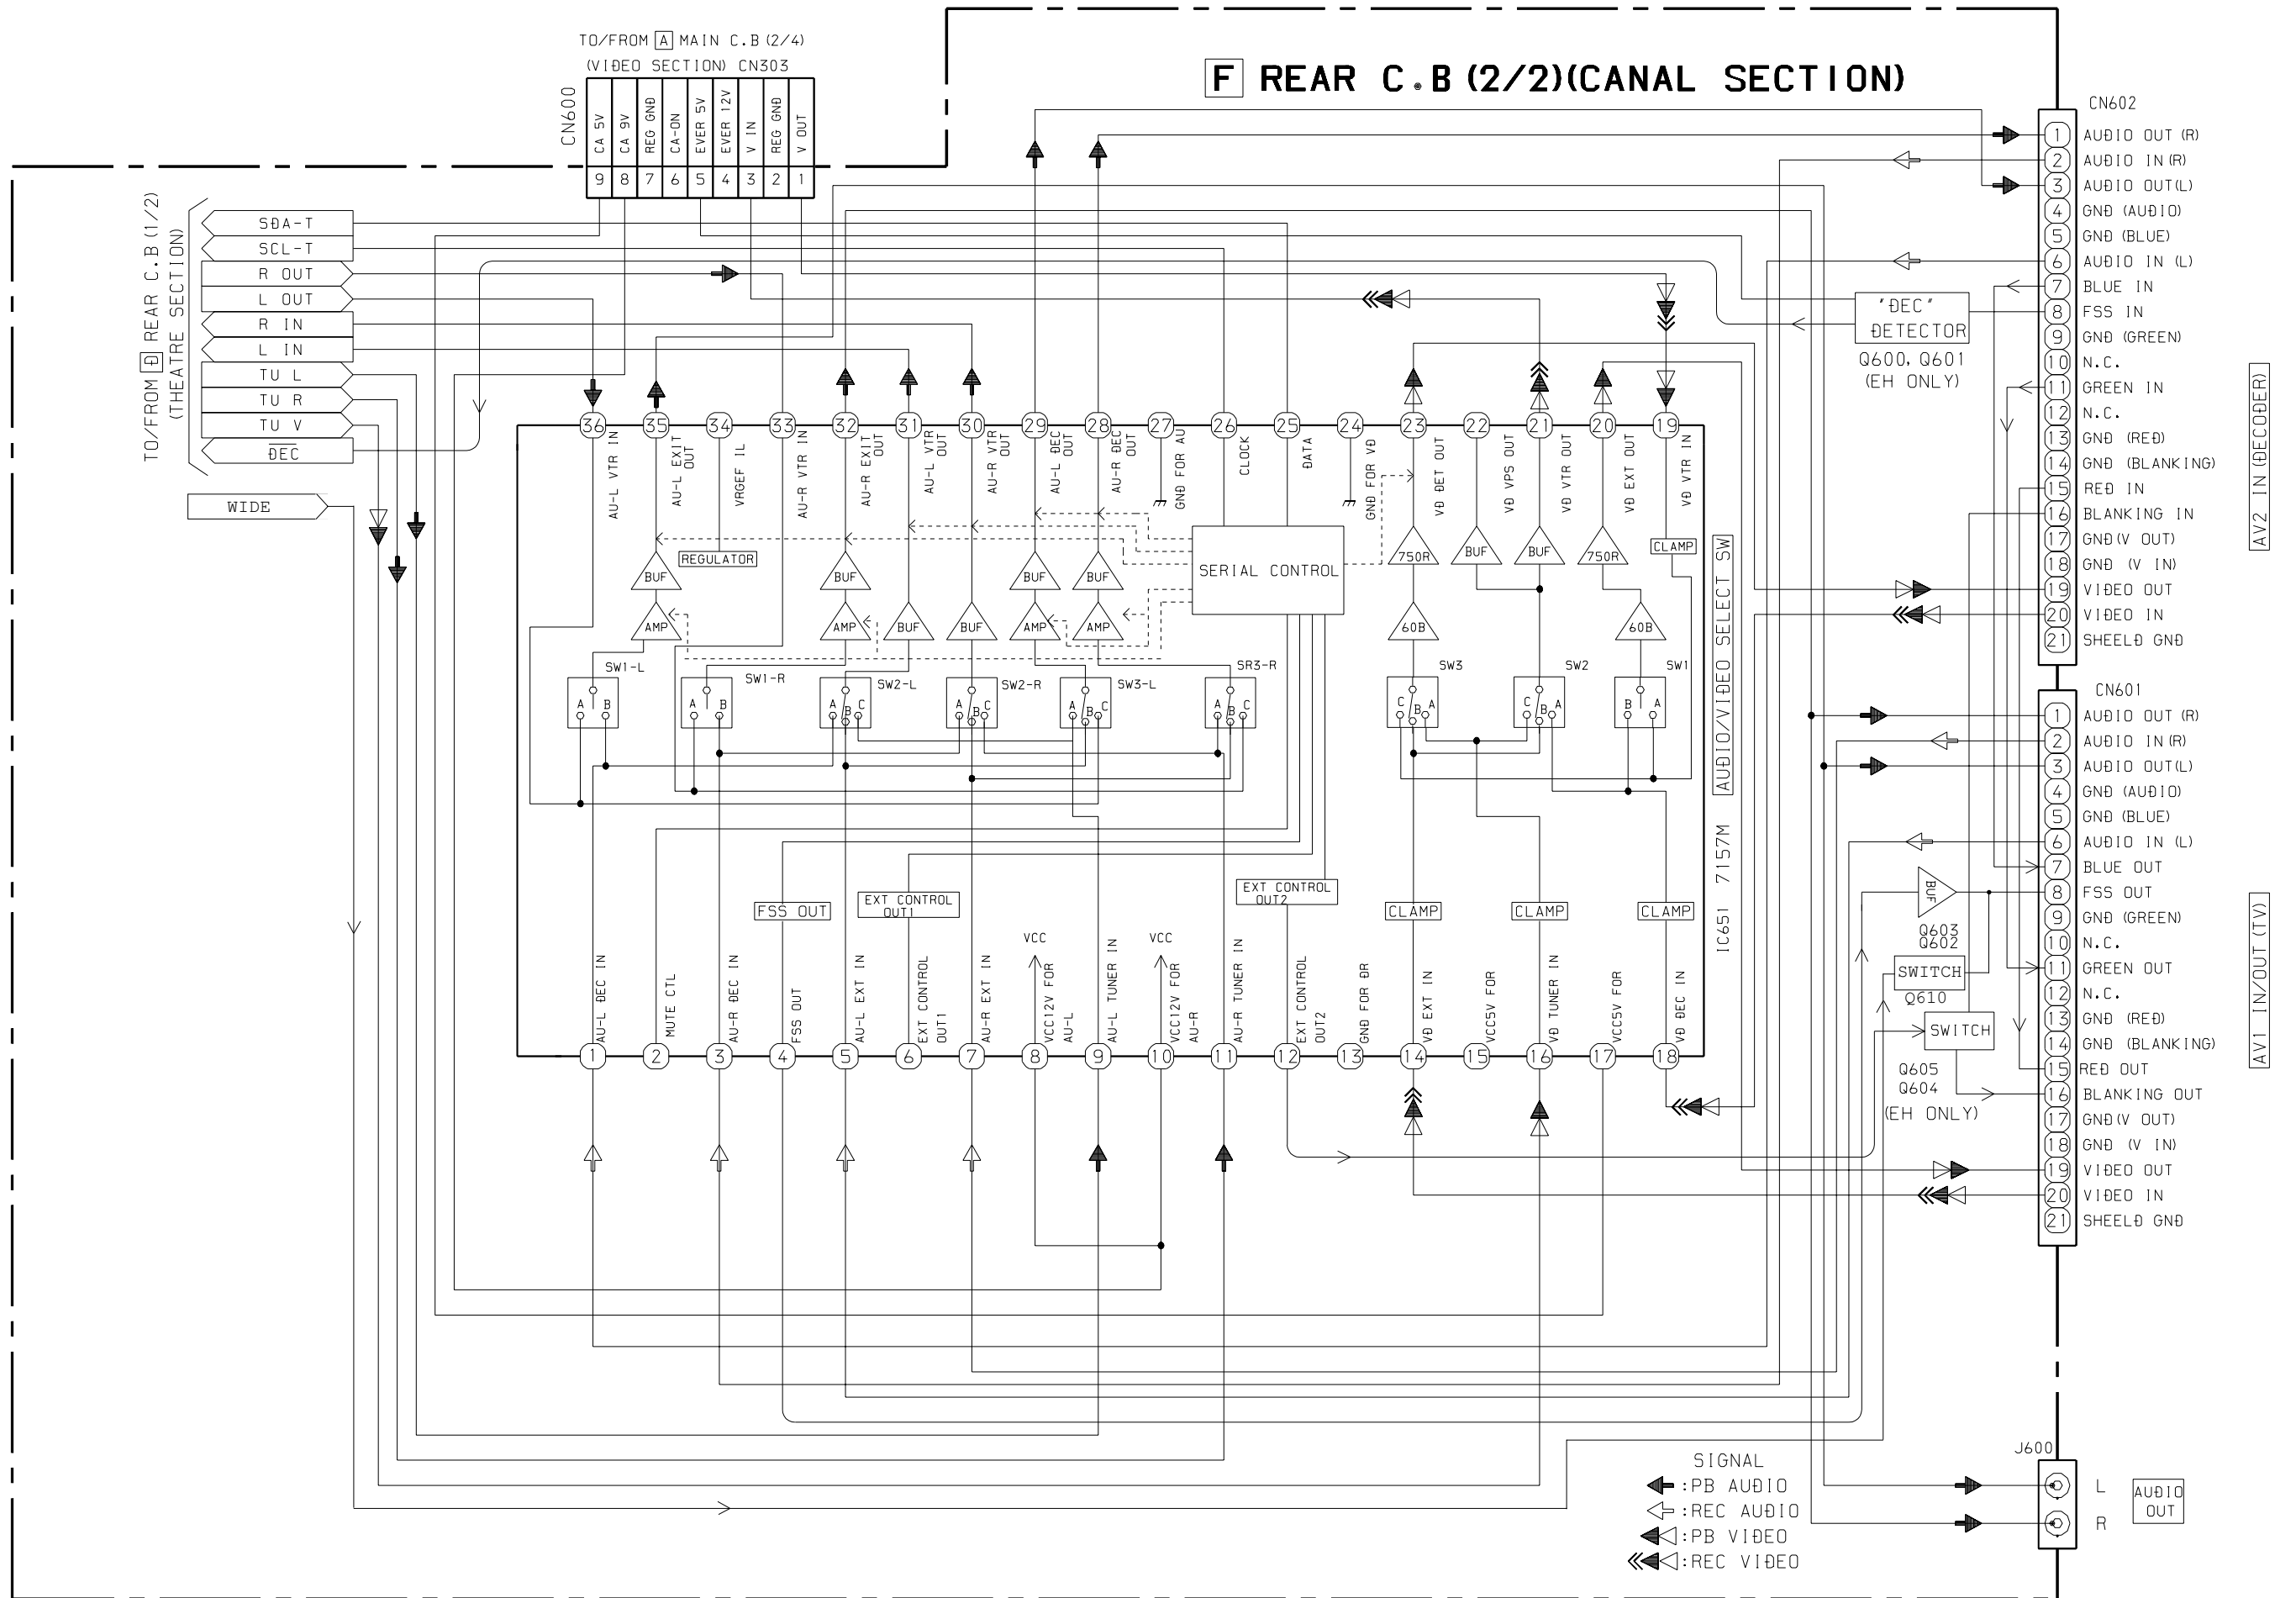 TO/FROM A MAIN C.B (2/4)
(VIDEO SECTION) CN303
F REAR C.B (2/2)(CANAL SECTION)
CN600
CA 5V
CA 9V
REG GND
CA-ON
EVER 5V
EVER 12V
V IN
REG GND
V OUT
9 8 7 6 5 4 3 2 1
TO/FROM D REAR C.B (1/2)
(THEATRE SECTION)
SDA-T
SCL-T
R OUT
L OUT
R IN
L IN
TU L
TU R
TU V
DEC
WIDE
36 35 34 33 32 31 30 29 28 27 26 25 24 23 22 21 20 19
AU-L VTR IN
AU-L EXIT OUT
VRGEF IL
AU-R VTR IN
AU-R EXIT OUT
AU-L VTR OUT
AU-R VTR OUT
AU-L DEC OUT
AU-R DEC OUT
GND FOR AU
CLOCK
DATA
GND FOR VD
VD DET OUT
VD VPS OUT
VD VTR OUT
VD EXT OUT
VD VTR IN
REGULATOR
SERIAL CONTROL
BUF
BUF
BUF
BUF
750R
BUF
BUF
750R
CLAMP
AMP
AMP
BUF
BUF
AMP
AMP
60B
60B
SW1-L
SW1-R
SW2-L
SW2-R
SW3-L
SR3-R
SW3
SW2
SW1
A B
A B
A B C
A B C
A B C
A B C
C B A
C B A
B A
AUDIO/VIDEO SELECT SW
IC651 7157M
FSS OUT
EXT CONTROL
OUT1
EXT CONTROL
OUT2
CLAMP
CLAMP
CLAMP
VCC
VCC
AU-L DEC IN
MUTE CTL
AU-R DEC IN
FSS OUT
AU-L EXT IN
EXT CONTROL OUT1
AU-R EXT IN
VCC12V FOR AU-L
AU-L TUNER IN
VCC12V FOR AU-R
AU-R TUNER IN
EXT CONTROL OUT2
GND FOR DR
VD EXT IN
VCC5V FOR
VD TUNER IN
VCC5V FOR
VD DEC IN
1 2 3 4 5 6 7 8 9 10 11 12 13 14 15 16 17 18
"DEC"
DETECTOR
Q600, Q601
(EH ONLY)
CN602
1 AUDIO OUT (R)
2 AUDIO IN (R)
3 AUDIO OUT(L)
4 GND (AUDIO)
5 GND (BLUE)
6 AUDIO IN (L)
7 BLUE IN
8 FSS IN
9 GND (GREEN)
10 N.C.
11 GREEN IN
12 N.C.
13 GND (RED)
14 GND (BLANKING)
15 RED IN
16 BLANKING IN
17 GND(V OUT)
18 GND (V IN)
19 VIDEO OUT
20 VIDEO IN
21 SHEELD GND
AV2 IN (DECODER)
CN601
1 AUDIO OUT (R)
2 AUDIO IN(R)
3 AUDIO OUT(L)
4 GND (AUDIO)
5 GND (BLUE)
6 AUDIO IN (L)
7 BLUE OUT
8 FSS OUT
9 GND (GREEN)
10 N.C.
11 GREEN OUT
12 N.C.
13 GND (RED)
14 GND (BLANKING)
15 RED OUT
16 BLANKING OUT
17 GND(V OUT)
18 GND (V IN)
19 VIDEO OUT
20 VIDEO IN
21 SHEELD GND
AV1 IN/OUT (TV)
BUF
Q603
Q602
SWITCH
Q610
SWITCH
Q605
Q604
(EH ONLY)
J600
L
R
AUDIO
OUT
SIGNAL
:PB AUDIO
:REC AUDIO
:PB VIDEO
:REC VIDEO